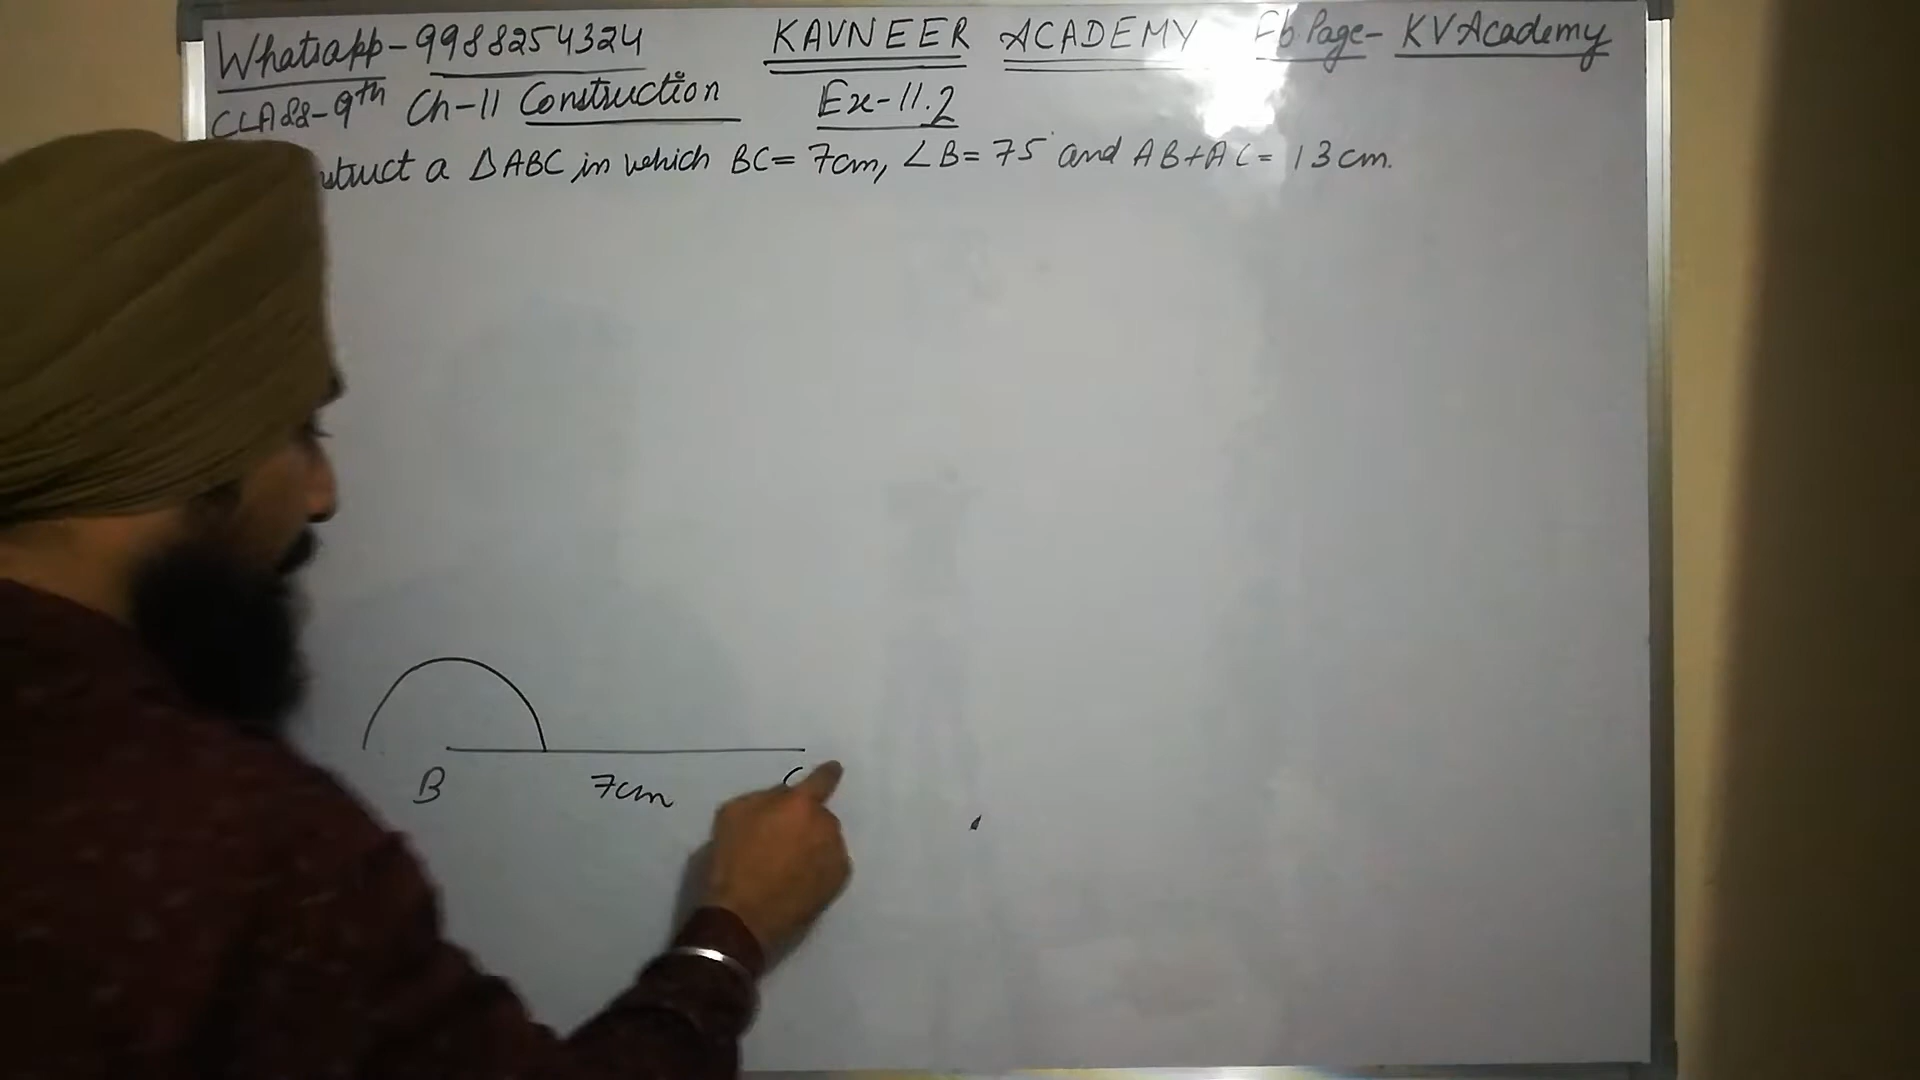 Whatsapp-9988254324 KAVNEER ACADEMY Fb Page- KVAcademy
CLASS-9th Ch-11 Construction Ex-11.2
struct a ΔABC in which BC= 7cm, ∠B= 75° and AB+AC= 13cm.
B 7cm C